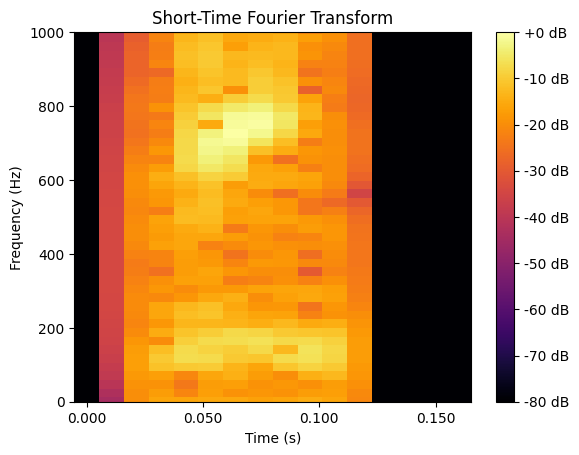 Short-Time Fourier Transform
Frequency (Hz)
1000
800
600
400
200
0
0.000
0.050
0.100
0.150
Time (s)
+0 dB
-10 dB
-20 dB
-30 dB
-40 dB
-50 dB
-60 dB
-70 dB
-80 dB